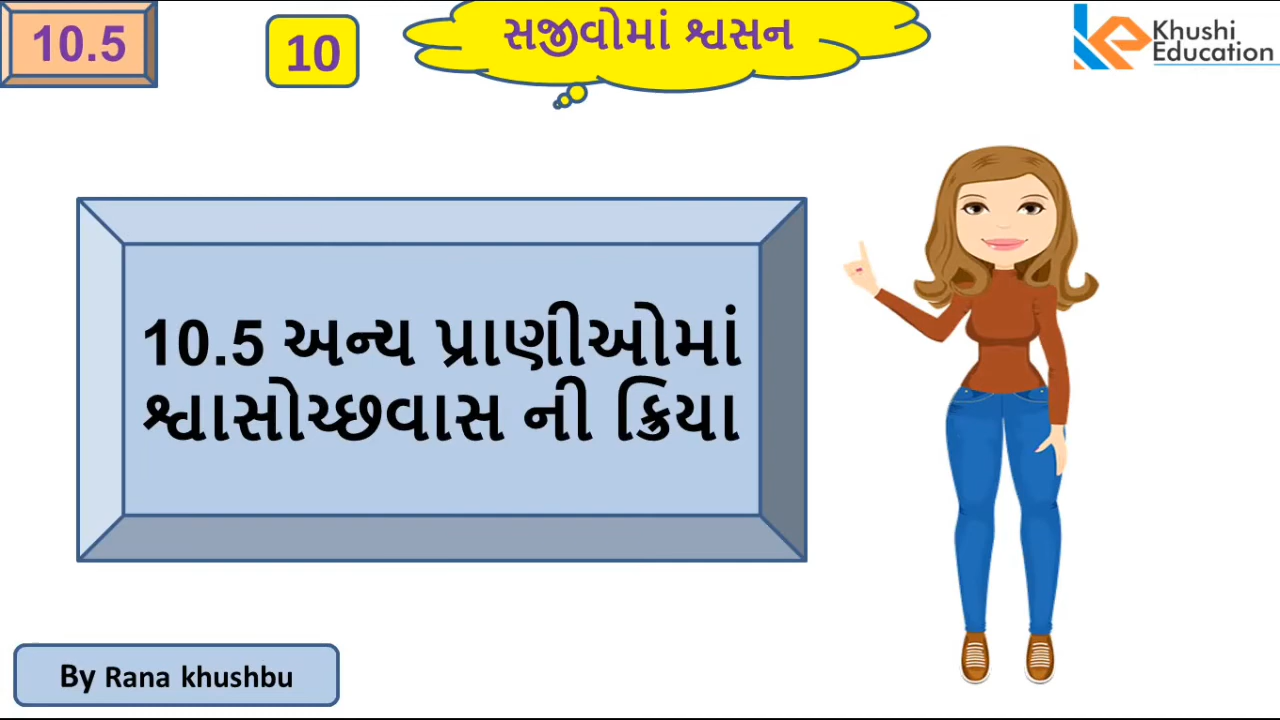 10.5
10
સજીવોમાં શ્વસન
Khushi
Education
10.5 અન્ય પ્રાણીઓમાં
શ્વાસોચ્છવાસ ની ક્રિયા
By Rana khushbu